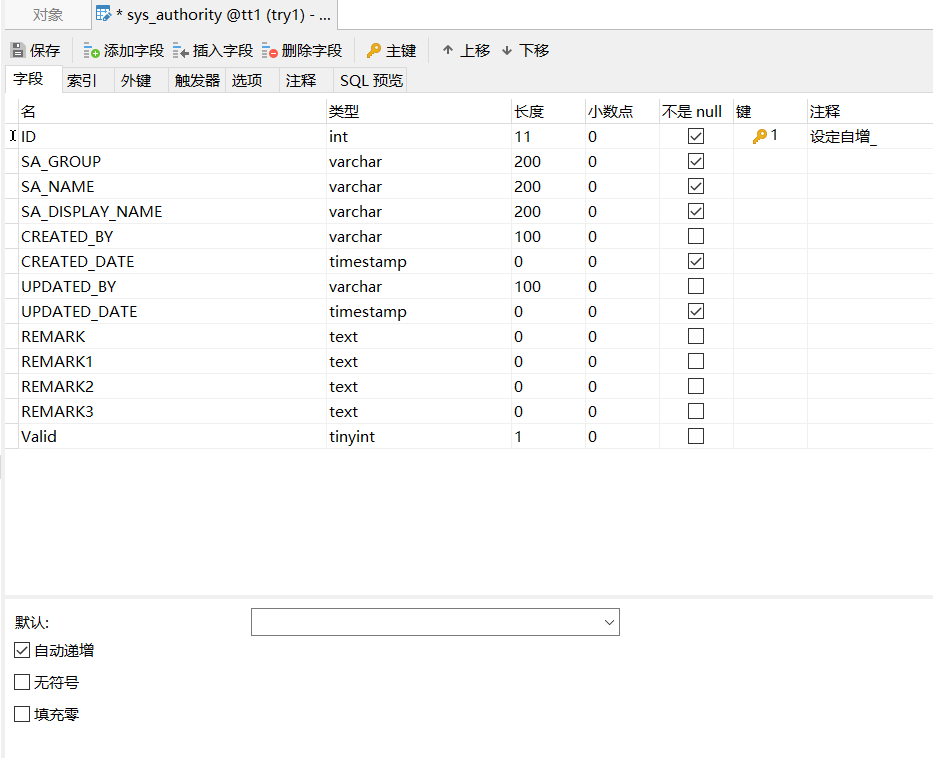 对象 * sys_authority @tt1 (try1) - ...
保存 添加字段 插入字段 删除字段 主键 上移 下移
字段 索引 外键 触发器 选项 注释 SQL 预览
名 类型 长度 小数点 不是 null 键 注释
ID int 11 0 1 设定自增_
SA_GROUP varchar 200 0
SA_NAME varchar 200 0
SA_DISPLAY_NAME varchar 200 0
CREATED_BY varchar 100 0
CREATED_DATE timestamp 0 0
UPDATED_BY varchar 100 0
UPDATED_DATE timestamp 0 0
REMARK text 0 0
REMARK1 text 0 0
REMARK2 text 0 0
REMARK3 text 0 0
Valid tinyint 1 0
默认:
自动递增
无符号
填充零